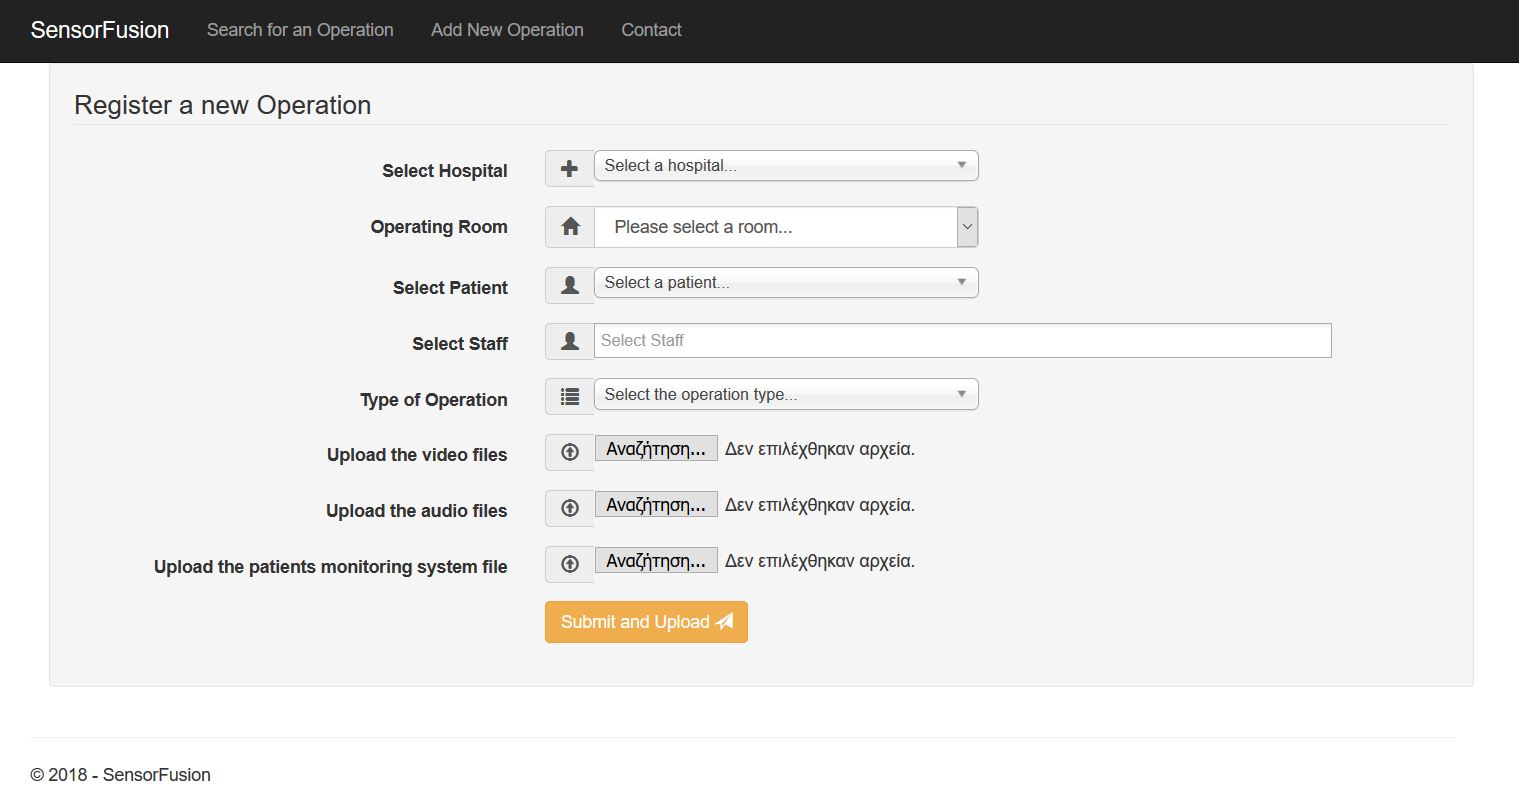 SensorFusion Search for an Operation Add New Operation Contact
Register a new Operation
Select Hospital Select a hospital...
Operating Room Please select a room...
Select Patient Select a patient...
Select Staff Select Staff
Type of Operation Select the operation type...
Upload the video files Αναζήτηση... Δεν επιλέχθηκαν αρχεία.
Upload the audio files Αναζήτηση... Δεν επιλέχθηκαν αρχεία.
Upload the patients monitoring system file Αναζήτηση... Δεν επιλέχθηκαν αρχεία.
Submit and Upload
© 2018 - SensorFusion